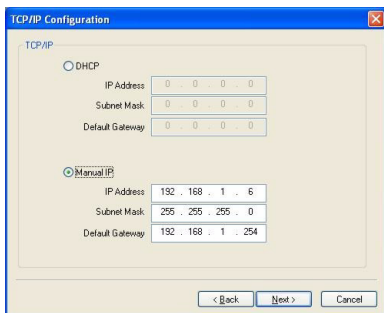 TCP/IP Configuration
TCP/IP
DHCP
IP Address 0 . 0 . 0 . 0
Subnet Mask 0 . 0 . 0 . 0
Default Gateway 0 . 0 . 0 . 0
Manual IP
IP Address 192 . 168 . 1 . 6
Subnet Mask 255 . 255 . 255 . 0
Default Gateway 192 . 168 . 1 . 254
< Back Next > Cancel